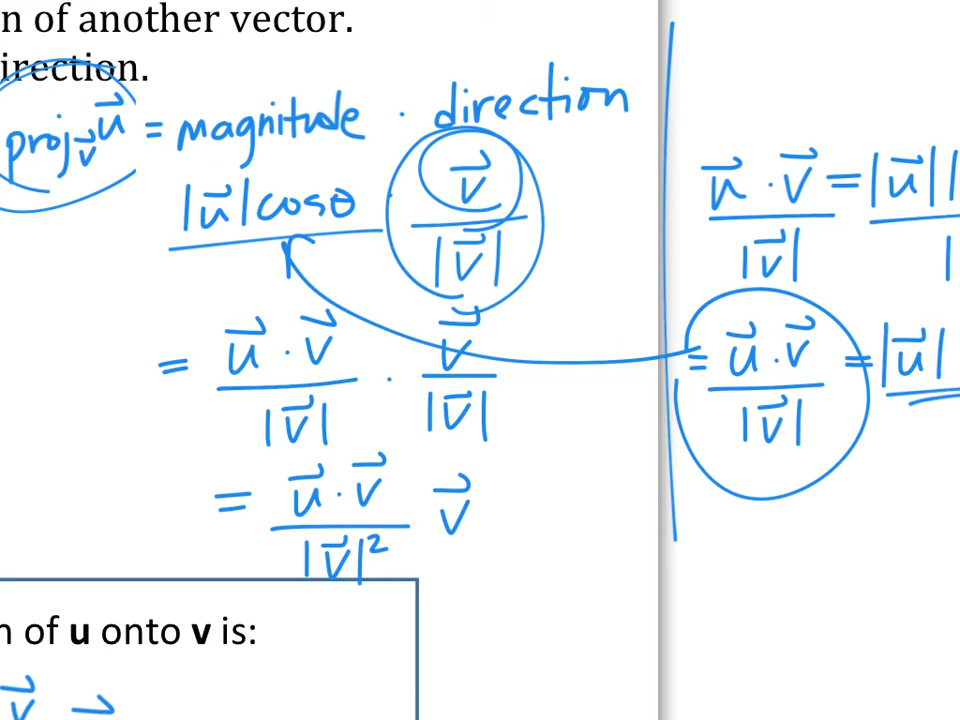 n of another vector.
irection.
proj_v⃗ u⃗ = magnitude · direction
|u⃗| cosθ · v⃗ / |v⃗|
= u⃗ · v⃗ / |v⃗| · v⃗ / |v⃗|
= u⃗ · v⃗ / |v⃗|² v⃗
n of u onto v is:
v⃗
u⃗ · v⃗ / |v⃗| = |u⃗| | / |
= u⃗ · v⃗ / |v⃗| = |u⃗|